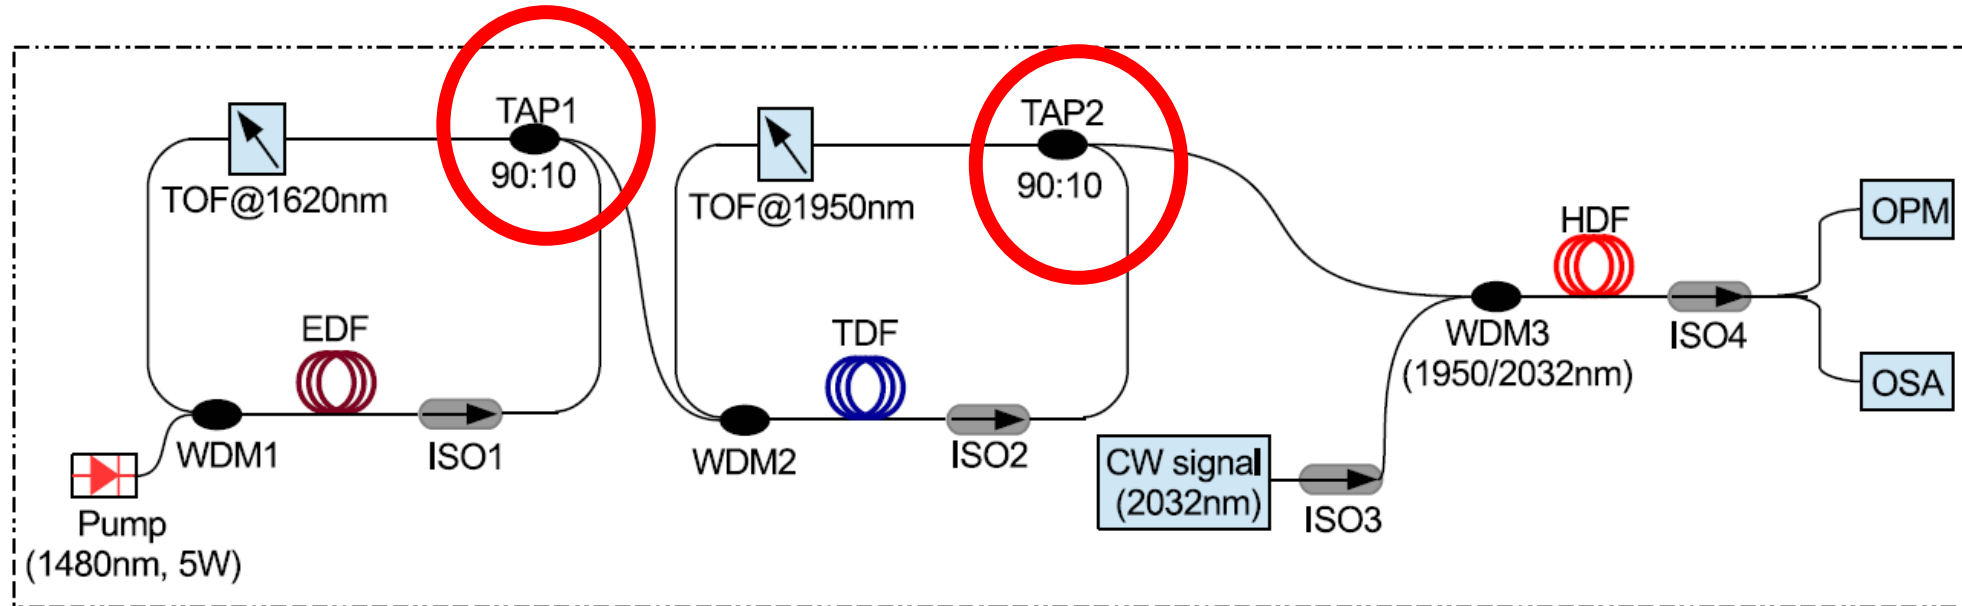 TAP1
90:10
TOF@1620nm
EDF
WDM1
ISO1
Pump
(1480nm, 5W)
TAP2
90:10
TOF@1950nm
TDF
WDM2
ISO2
CW signal
(2032nm)
ISO3
HDF
WDM3
(1950/2032nm)
ISO4
OPM
OSA